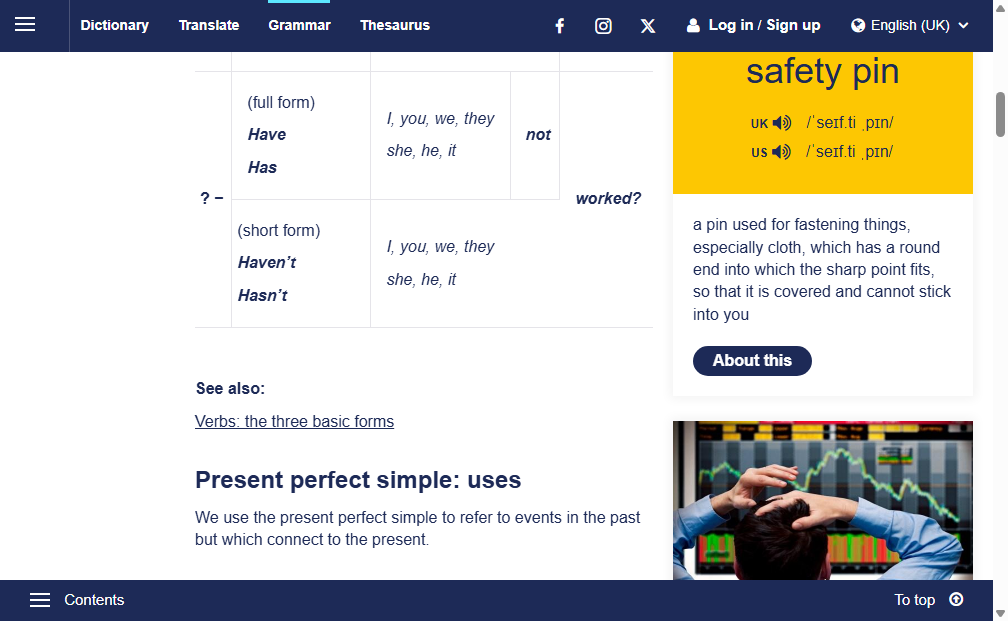 Dictionary Translate Grammar Thesaurus Log in / Sign up English (UK)
(full form)
Have
Has
I, you, we, they
she, he, it
not
? −
worked?
(short form)
Haven’t
Hasn’t
I, you, we, they
she, he, it
See also:
Verbs: the three basic forms
Present perfect simple: uses
We use the present perfect simple to refer to events in the past
but which connect to the present.
safety pin
UK /ˈseɪf.ti ˌpɪn/
US /ˈseɪf.ti ˌpɪn/
a pin used for fastening things,
especially cloth, which has a round
end into which the sharp point fits,
so that it is covered and cannot stick
into you
About this
Contents
To top